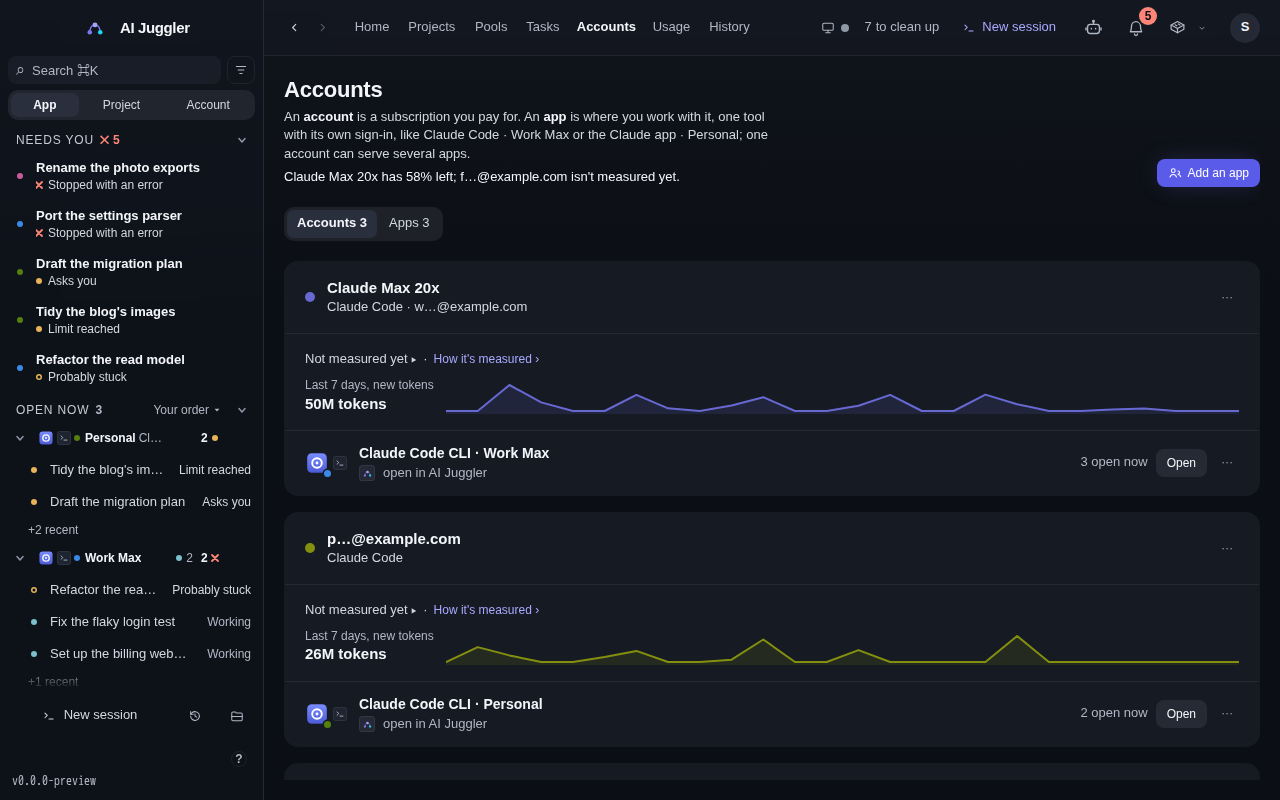 AI Juggler
Search ⌘K
App Project Account
NEEDS YOU 5
Rename the photo exports
Stopped with an error
Port the settings parser
Stopped with an error
Draft the migration plan
Asks you
Tidy the blog's images
Limit reached
Refactor the read model
Probably stuck
OPEN NOW 3 Your order
Personal Cl… 2
Tidy the blog's im… Limit reached
Draft the migration plan Asks you
+2 recent
Work Max 2 2
Refactor the rea… Probably stuck
Fix the flaky login test Working
Set up the billing web… Working
+1 recent
New session
?
v0.0.0-preview
Home Projects Pools Tasks Accounts Usage History 7 to clean up New session 5 S
Accounts
An account is a subscription you pay for. An app is where you work with it, one tool
with its own sign-in, like Claude Code · Work Max or the Claude app · Personal; one
account can serve several apps.
Claude Max 20x has 58% left; f…@example.com isn't measured yet.
Add an app
Accounts 3 Apps 3
Claude Max 20x
Claude Code · w…@example.com
Not measured yet ▸ · How it's measured ›
Last 7 days, new tokens
50M tokens
Claude Code CLI · Work Max
open in AI Juggler
3 open now Open
p…@example.com
Claude Code
Not measured yet ▸ · How it's measured ›
Last 7 days, new tokens
26M tokens
Claude Code CLI · Personal
open in AI Juggler
2 open now Open